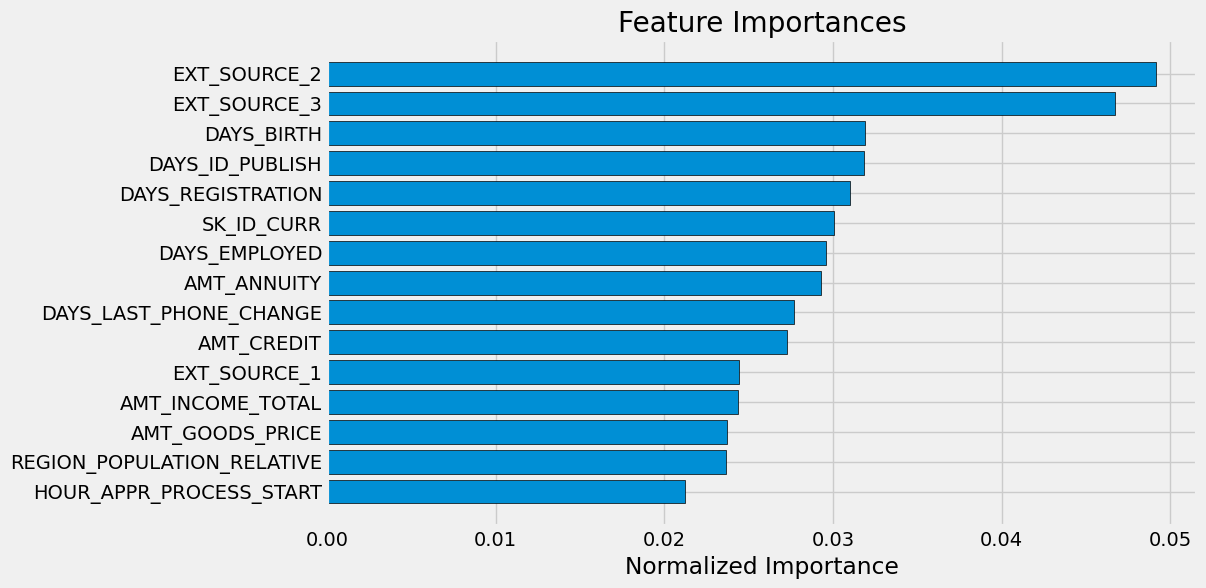 Feature Importances
EXT_SOURCE_2
EXT_SOURCE_3
DAYS_BIRTH
DAYS_ID_PUBLISH
DAYS_REGISTRATION
SK_ID_CURR
DAYS_EMPLOYED
AMT_ANNUITY
DAYS_LAST_PHONE_CHANGE
AMT_CREDIT
EXT_SOURCE_1
AMT_INCOME_TOTAL
AMT_GOODS_PRICE
REGION_POPULATION_RELATIVE
HOUR_APPR_PROCESS_START
0.00 0.01 0.02 0.03 0.04 0.05
Normalized Importance